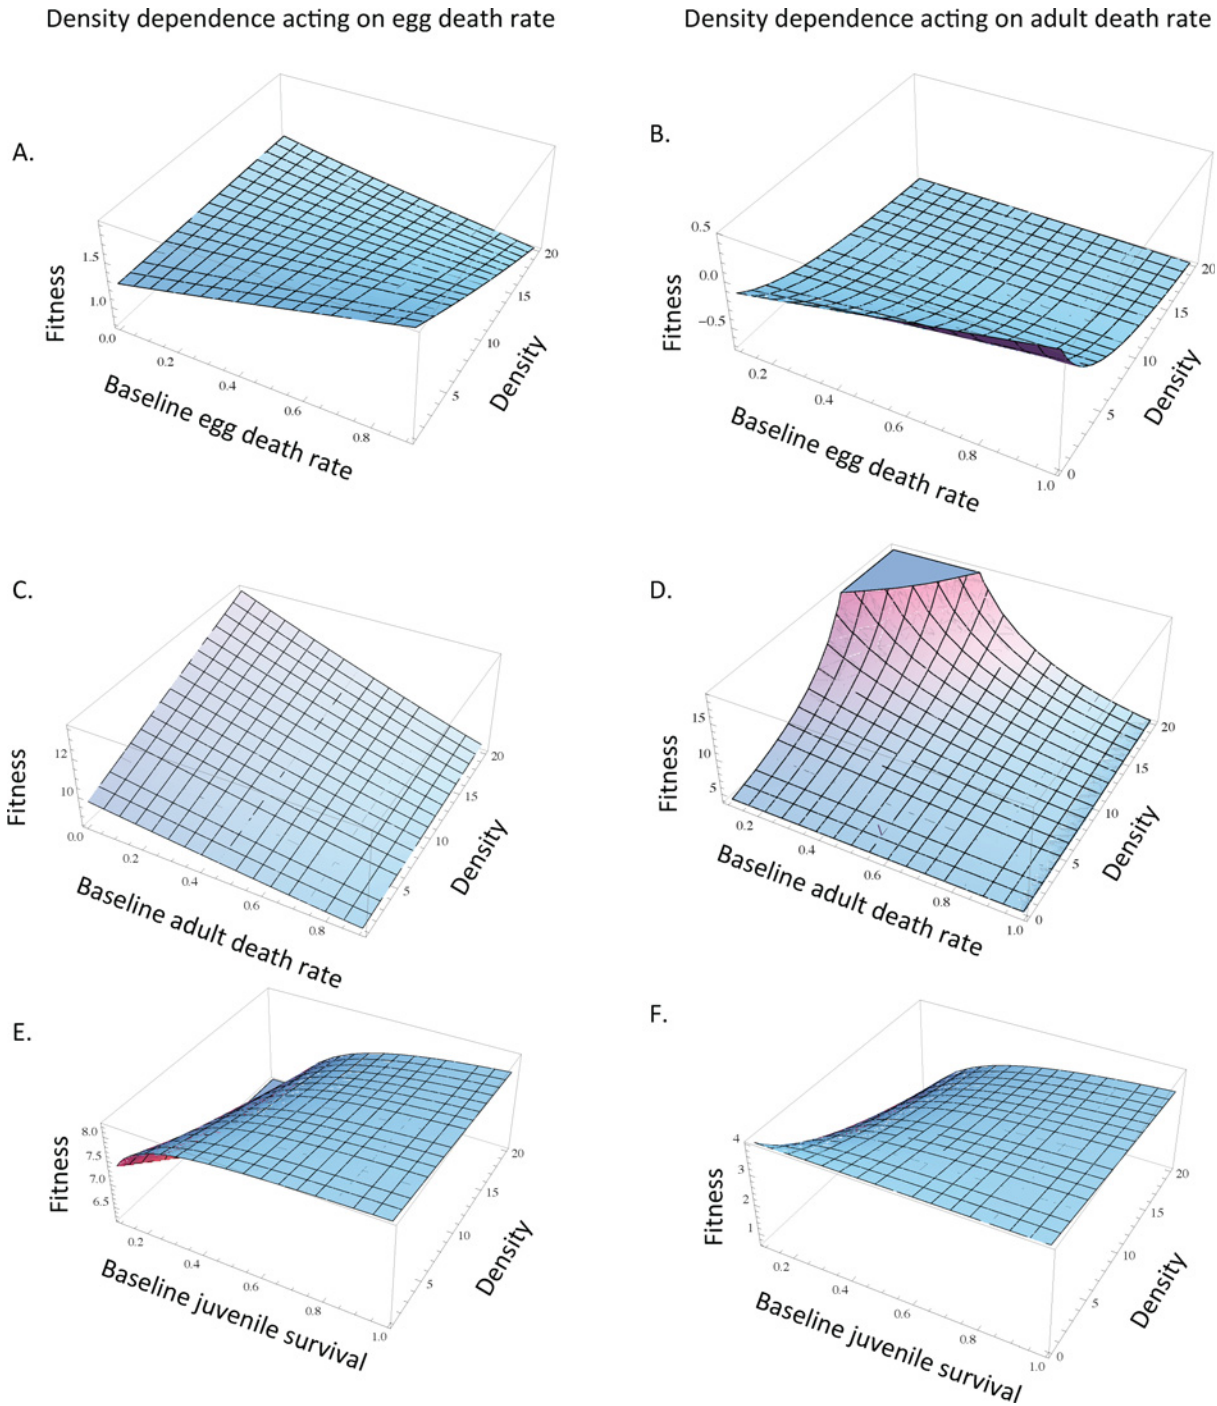 Density dependence acting on egg death rate
Density dependence acting on adult death rate
A.
Fitness
1.5
1.0
0.0
0.2
0.4
0.6
0.8
Baseline egg death rate
5
10
15
20
Density
B.
Fitness
0.5
0.0
−0.5
0.2
0.4
0.6
0.8
1.0
Baseline egg death rate
0
5
10
15
20
Density
C.
Fitness
12
10
0.0
0.2
0.4
0.6
0.8
Baseline adult death rate
5
10
15
20
Density
D.
Fitness
15
10
5
0.2
0.4
0.6
0.8
1.0
Baseline adult death rate
0
5
10
15
20
Density
E.
Fitness
8.0
7.5
7.0
6.5
0.2
0.4
0.6
0.8
1.0
Baseline juvenile survival
5
10
15
20
Density
F.
Fitness
4
3
2
1
0.2
0.4
0.6
0.8
1.0
Baseline juvenile survival
0
5
10
15
20
Density